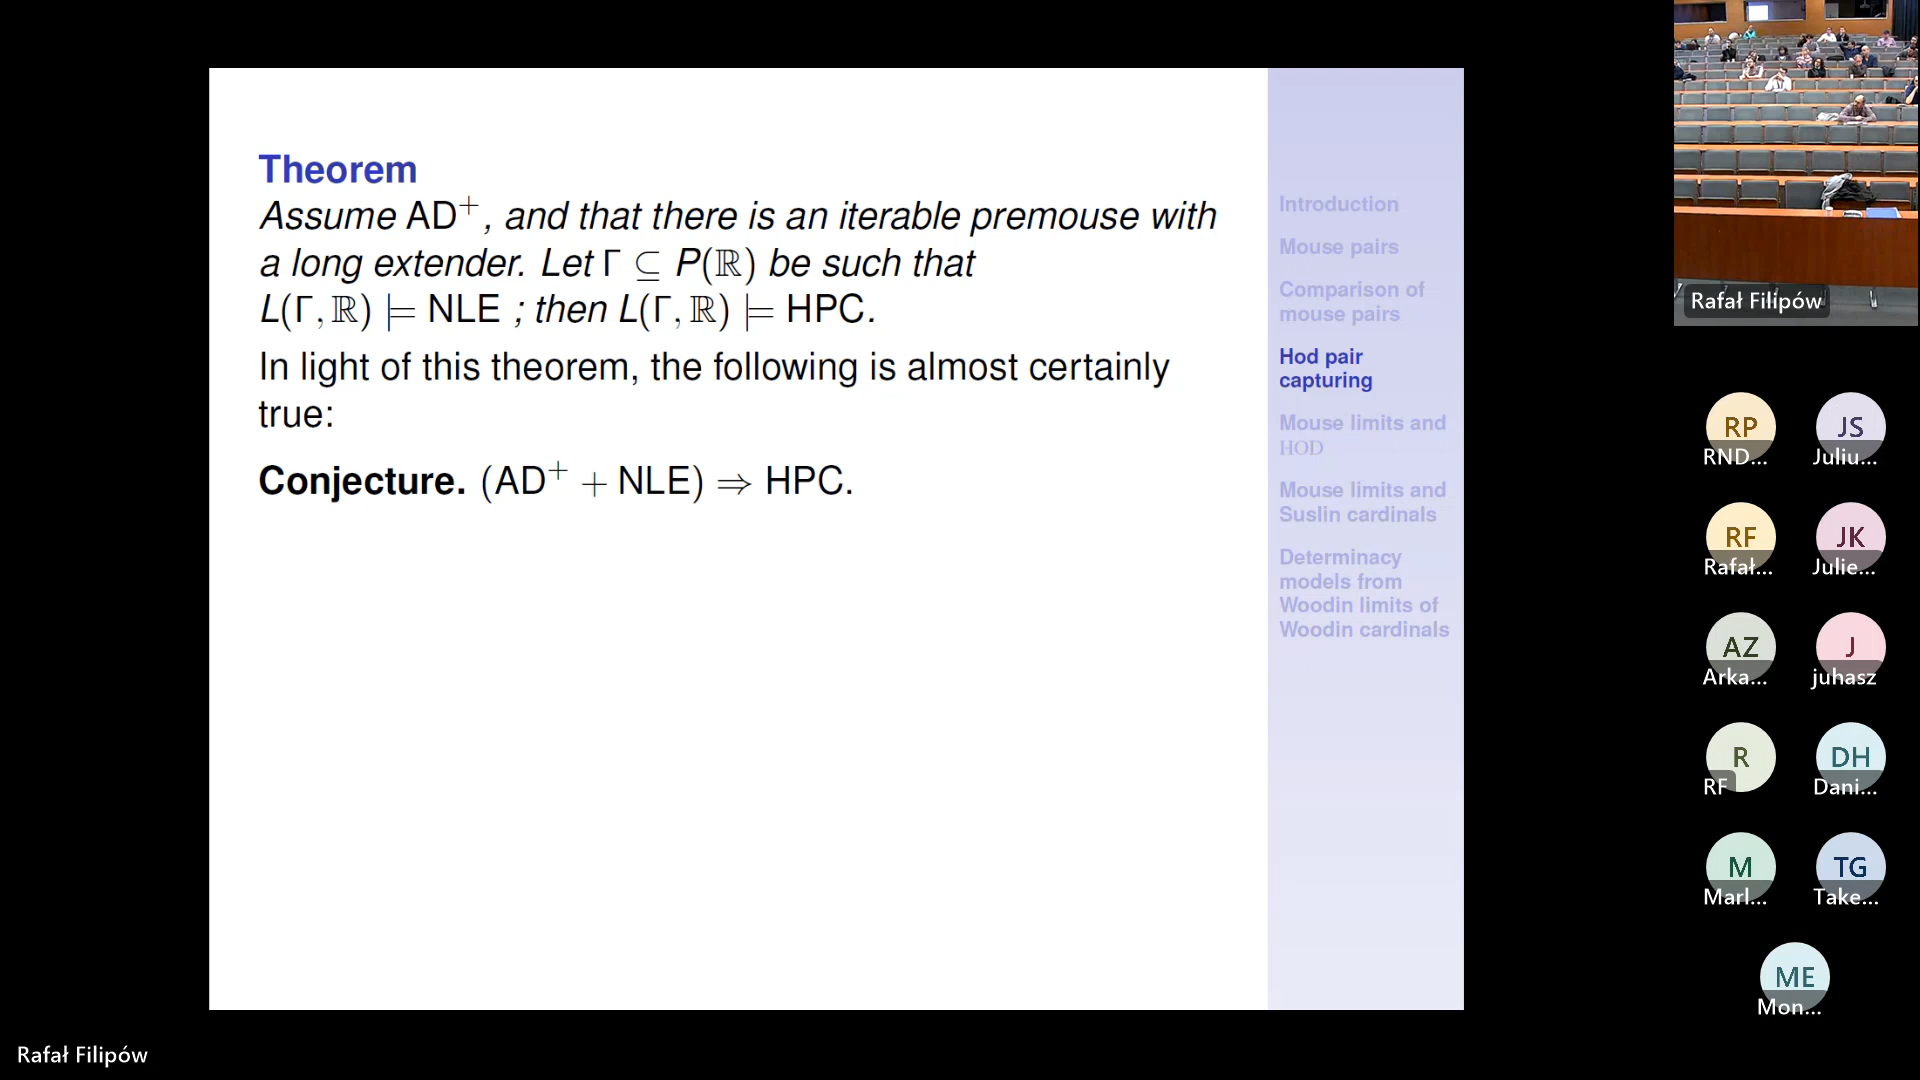 Theorem
Assume AD⁺, and that there is an iterable premouse with
a long extender. Let Γ ⊆ P(ℝ) be such that
L(Γ, ℝ) ⊨ NLE ; then L(Γ, ℝ) ⊨ HPC.
In light of this theorem, the following is almost certainly
true:
Conjecture. (AD⁺ + NLE) ⇒ HPC.
Introduction
Mouse pairs
Comparison of
mouse pairs
Hod pair
capturing
Mouse limits and
HOD
Mouse limits and
Suslin cardinals
Determinacy
models from
Woodin limits of
Woodin cardinals
Rafał Filipów
RP
RND...
JS
Juliu...
RF
Rafał...
JK
Julie...
AZ
Arka...
J
juhasz
R
RF
DH
Dani...
M
Marl...
TG
Take...
ME
Mon...
Rafał Filipów